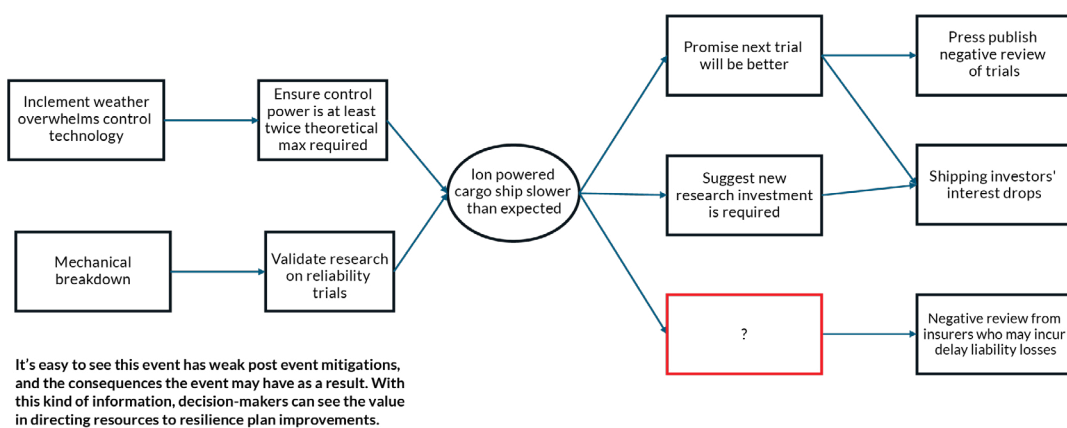 Inclement weather
overwhelms control
technology
Ensure control
power is at least
twice theoretical
max required
Mechanical
breakdown
Validate research
on reliability
trials
Ion powered
cargo ship slower
than expected
Promise next trial
will be better
Suggest new
research investment
is required
?
Press publish
negative review
of trials
Shipping investors'
interest drops
Negative review from
insurers who may incur
delay liability losses
It’s easy to see this event has weak post event mitigations,
and the consequences the event may have as a result. With
this kind of information, decision-makers can see the value
in directing resources to resilience plan improvements.